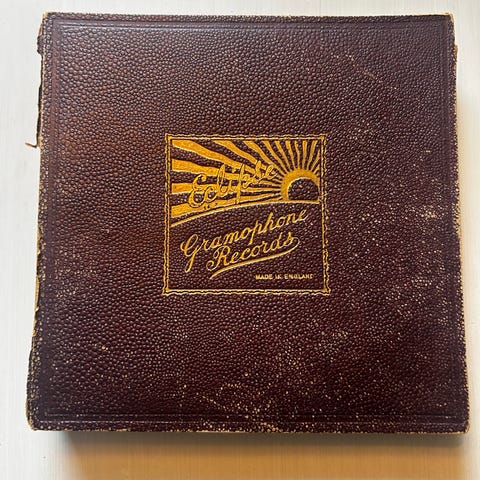 Eclipse
Gramophone
Records
MADE IN ENGLAND